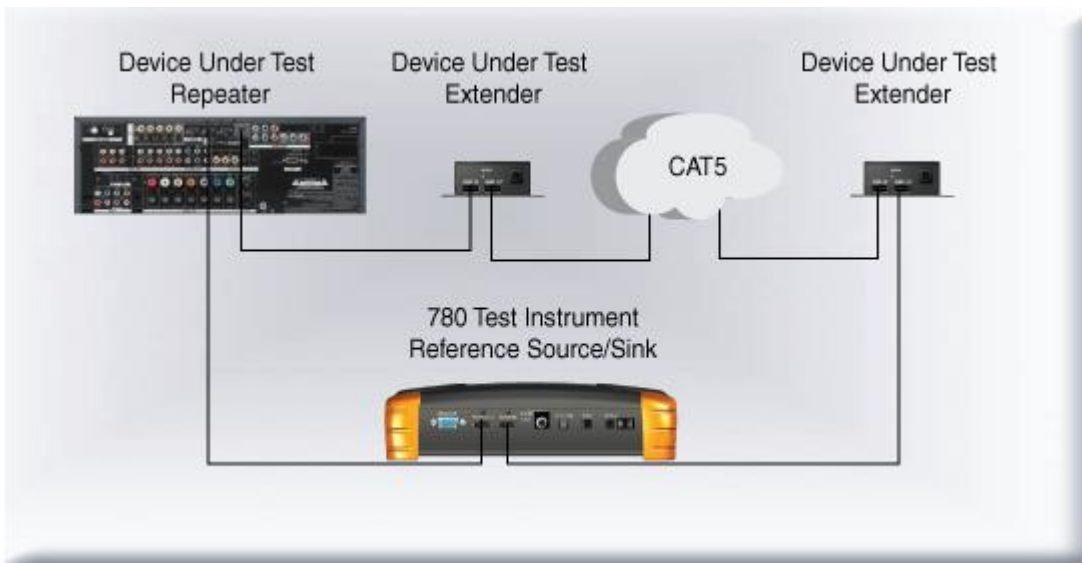 Device Under Test
Repeater
Device Under Test
Extender
Device Under Test
Extender
CAT5
780 Test Instrument
Reference Source/Sink